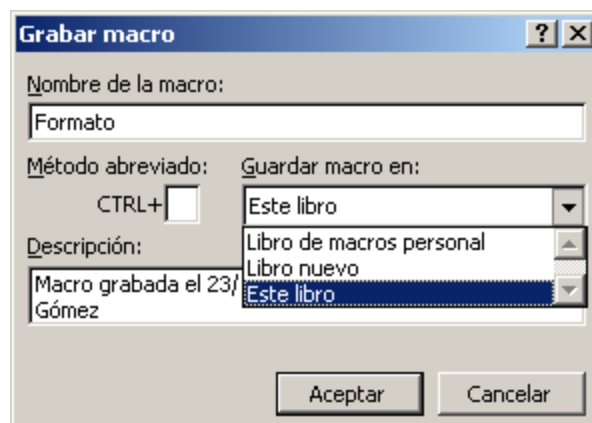 Grabar macro
Nombre de la macro:
Formato
Método abreviado: Guardar macro en:
CTRL+ Este libro
Libro de macros personal
Libro nuevo
Este libro
Descripción:
Macro grabada el 23/
Gómez
Aceptar Cancelar